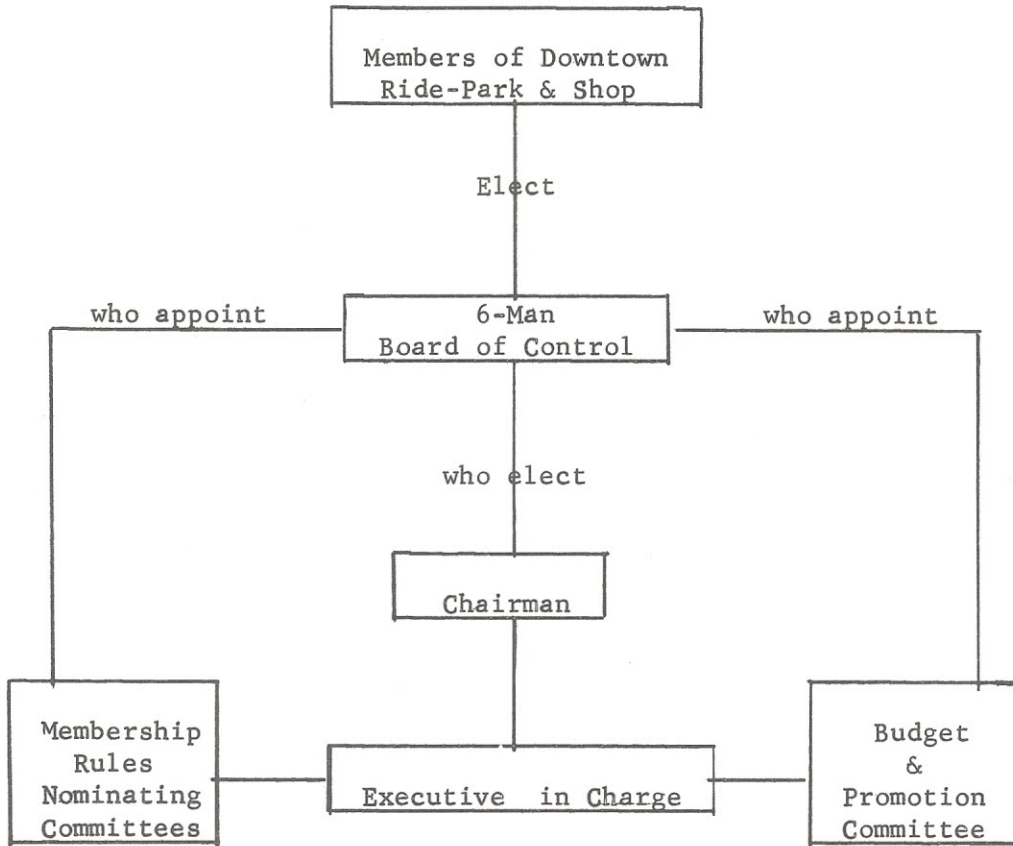 Members of Downtown
Ride-Park & Shop
Elect
who appoint
6-Man
Board of Control
who appoint
who elect
Chairman
Membership
Rules
Nominating
Committees
Executive in Charge
Budget
&
Promotion
Committee